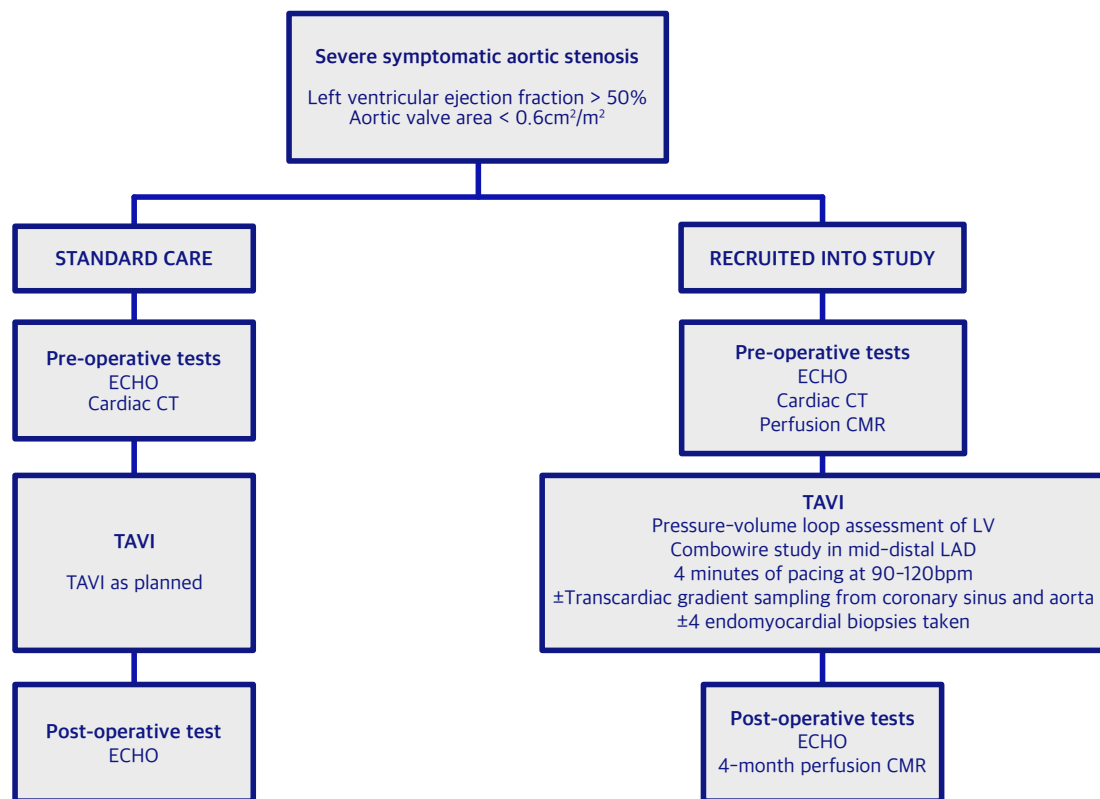 Severe symptomatic aortic stenosis
Left ventricular ejection fraction > 50%
Aortic valve area < 0.6cm²/m²
STANDARD CARE
Pre-operative tests
ECHO
Cardiac CT
TAVI
TAVI as planned
Post-operative test
ECHO
RECRUITED INTO STUDY
Pre-operative tests
ECHO
Cardiac CT
Perfusion CMR
TAVI
Pressure-volume loop assessment of LV
Combowire study in mid-distal LAD
4 minutes of pacing at 90-120bpm
±Transcardiac gradient sampling from coronary sinus and aorta
±4 endomyocardial biopsies taken
Post-operative tests
ECHO
4-month perfusion CMR